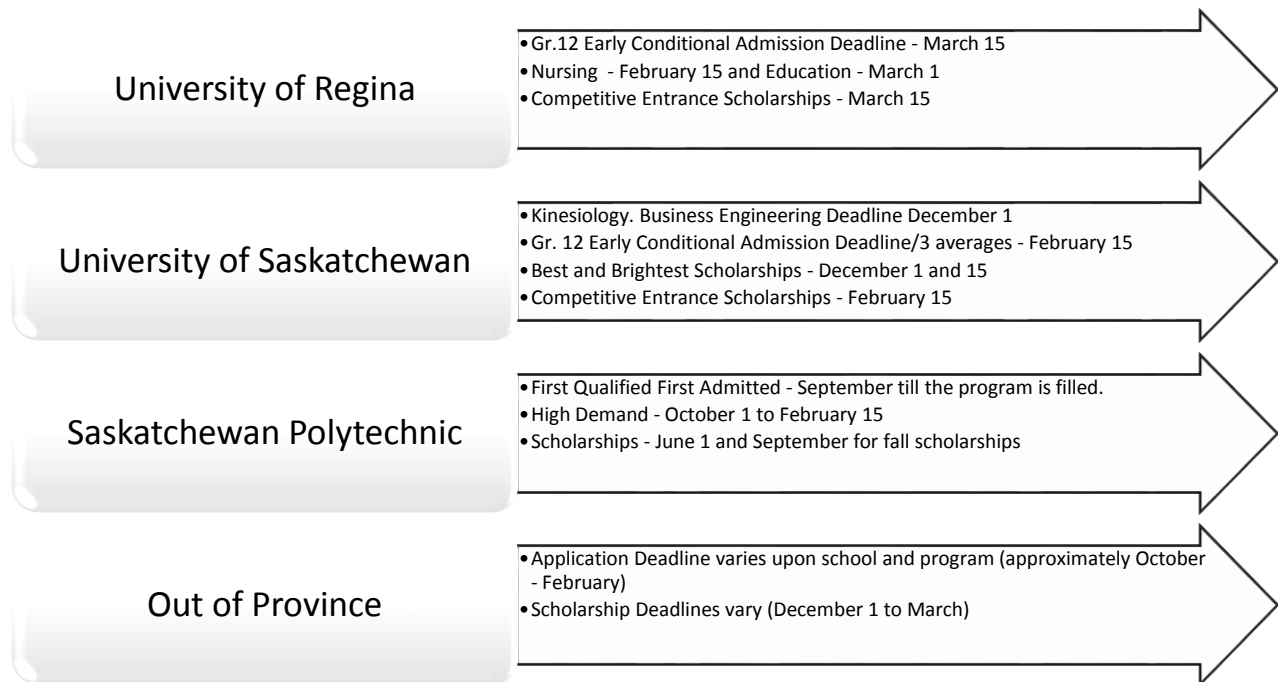 University of Regina
•Gr.12 Early Conditional Admission Deadline - March 15
•Nursing - February 15 and Education - March 1
•Competitive Entrance Scholarships - March 15
University of Saskatchewan
•Kinesiology. Business Engineering Deadline December 1
•Gr. 12 Early Conditional Admission Deadline/3 averages - February 15
•Best and Brightest Scholarships - December 1 and 15
•Competitive Entrance Scholarships - February 15
Saskatchewan Polytechnic
•First Qualified First Admitted - September till the program is filled.
•High Demand - October 1 to February 15
•Scholarships - June 1 and September for fall scholarships
Out of Province
•Application Deadline varies upon school and program (approximately October
- February)
•Scholarship Deadlines vary (December 1 to March)